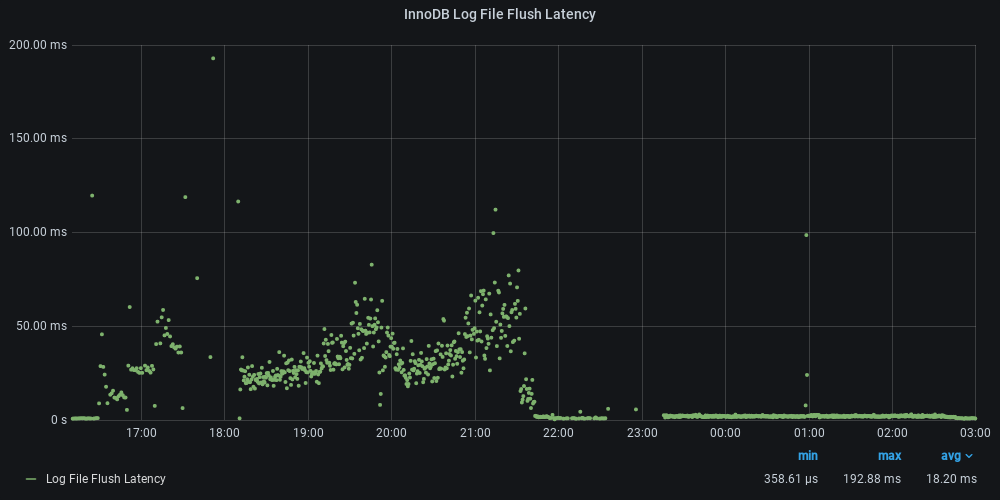 InnoDB Log File Flush Latency
200.00 ms
150.00 ms
100.00 ms
50.00 ms
0 s
17:00 18:00 19:00 20:00 21:00 22:00 23:00 00:00 01:00 02:00 03:00
min max avg
Log File Flush Latency 358.61 µs 192.88 ms 18.20 ms